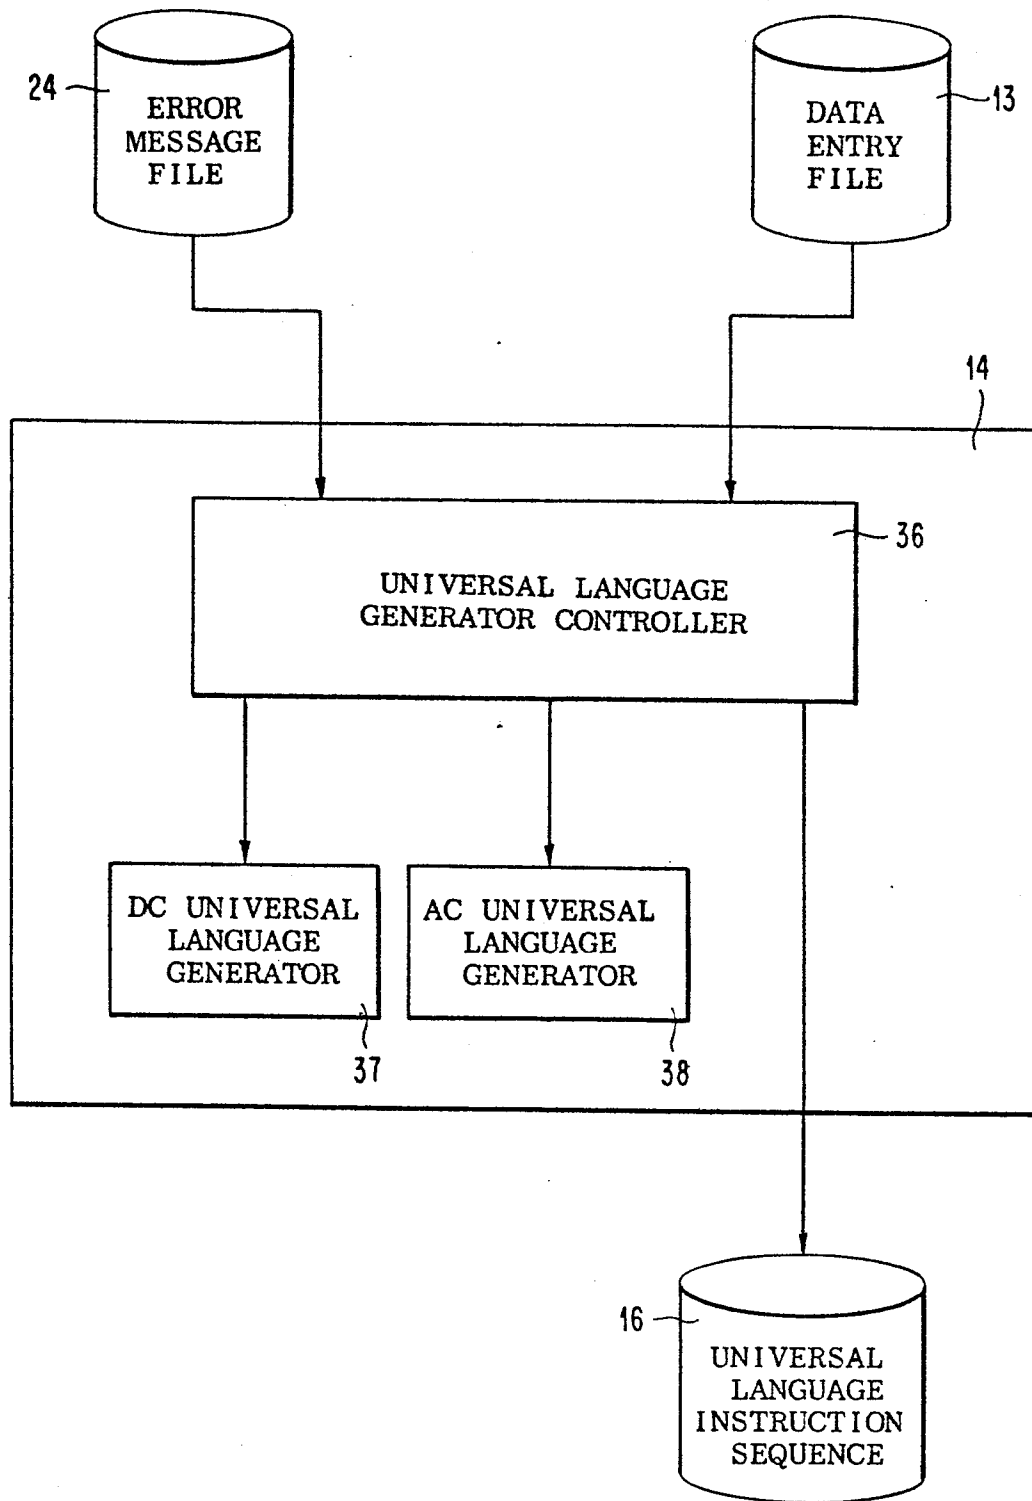 24
ERROR
MESSAGE
FILE
13
DATA
ENTRY
FILE
14
36
UNIVERSAL LANGUAGE
GENERATOR CONTROLLER
DC UNIVERSAL
LANGUAGE
GENERATOR
37
AC UNIVERSAL
LANGUAGE
GENERATOR
38
16
UNIVERSAL
LANGUAGE
INSTRUCTION
SEQUENCE